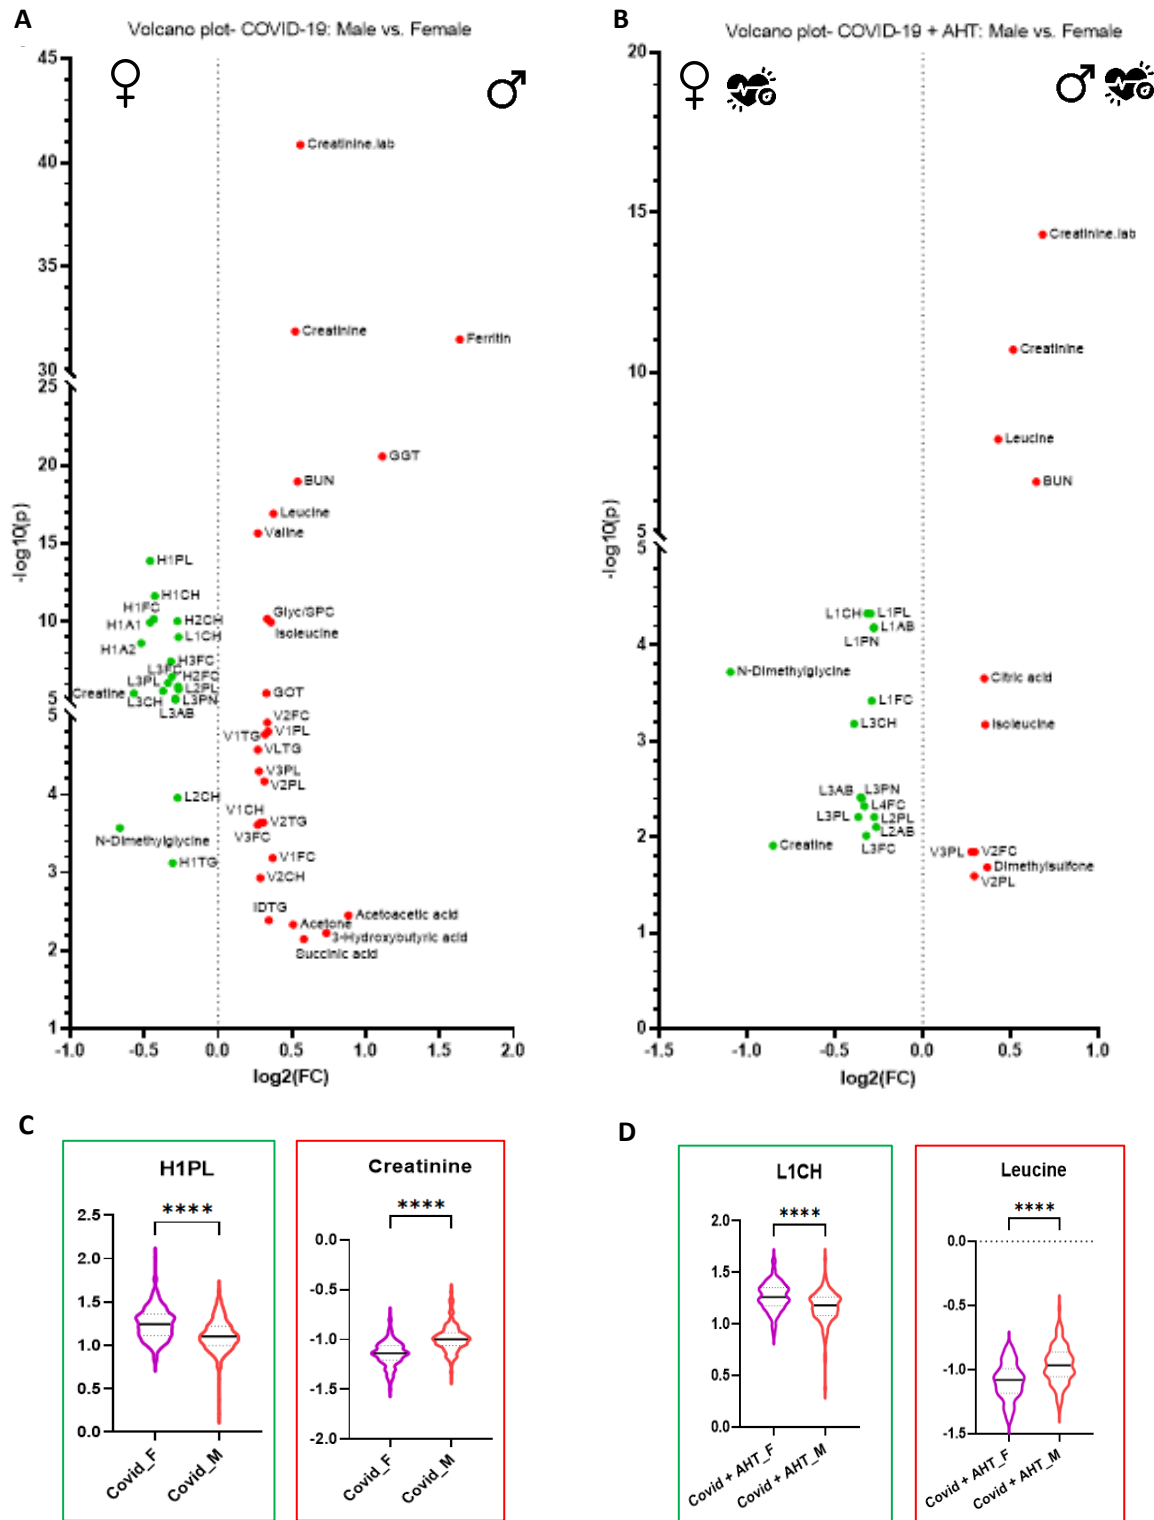 A
Volcano plot- COVID-19: Male vs. Female
45
40
35
30
25
20
15
10
5
5
4
3
2
1
-log10(p)
-1.0
-0.5
0.0
0.5
1.0
1.5
2.0
log2(FC)
Creatinine.lab
Creatinine
Ferritin
GGT
BUN
Leucine
Valine
H1PL
H1CH
H1FC
H1A1
H2CH
Glyc/SPC
Isoleucine
L1CH
H1A2
H3FC
L3FC
H2FC
L3PL
L2PL
Creatine
L3CH
L3PN
L3AB
GOT
V2FC
V1TG
V1PL
VLTG
V3PL
V2PL
L2CH
V1CH
V2TG
V3FC
N-Dimethylglycine
V1FC
H1TG
V2CH
IDTG
Acetoacetic acid
Acetone
3-Hydroxybutyric acid
Succinic acid
B
Volcano plot- COVID-19 + AHT: Male vs. Female
20
15
10
5
5
4
3
2
1
0
-log10(p)
-1.5
-1.0
-0.5
0.0
0.5
1.0
log2(FC)
Creatinine.lab
Creatinine
Leucine
BUN
L1CH
L1PL
L1AB
L1PN
N-Dimethylglycine
Citric acid
L1FC
L3CH
Isoleucine
L3AB
L3PN
L4FC
L3PL
L2PL
L2AB
L3FC
Creatine
V3PL
V2FC
Dimethylsulfone
V2PL
C
H1PL
****
2.5
2.0
1.5
1.0
0.5
0.0
Covid_F
Covid_M
Creatinine
****
0.0
-0.5
-1.0
-1.5
-2.0
Covid_F
Covid_M
D
L1CH
****
2.0
1.5
1.0
0.5
0.0
Covid + AHT_F
Covid + AHT_M
Leucine
****
0.0
-0.5
-1.0
-1.5
Covid + AHT_F
Covid + AHT_M